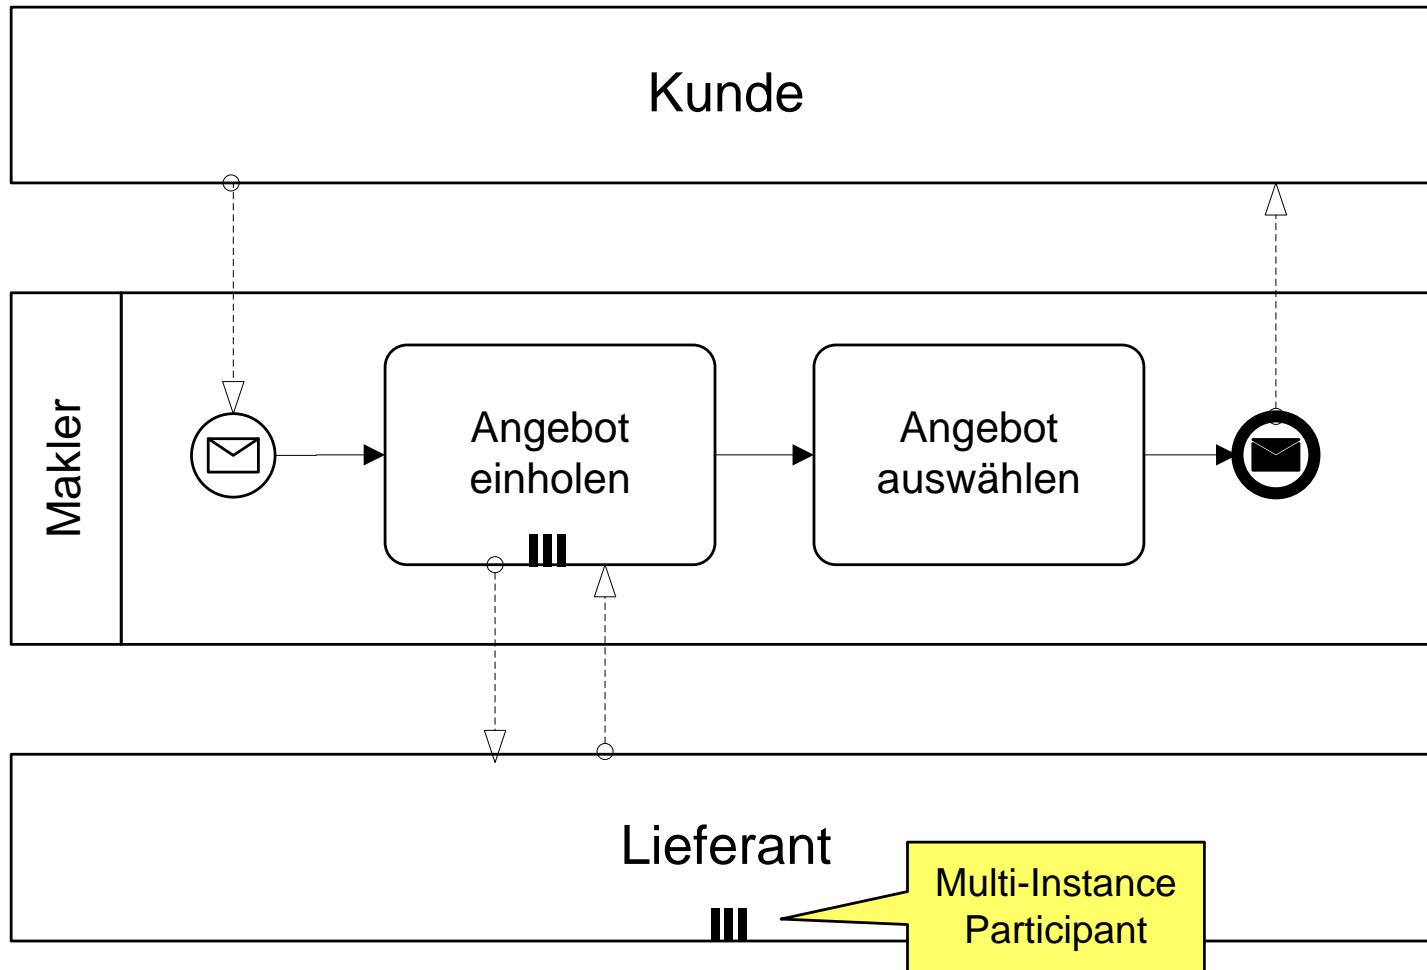 Kunde
Makler
Angebot
einholen
Angebot
auswählen
Lieferant
Multi-Instance
Participant